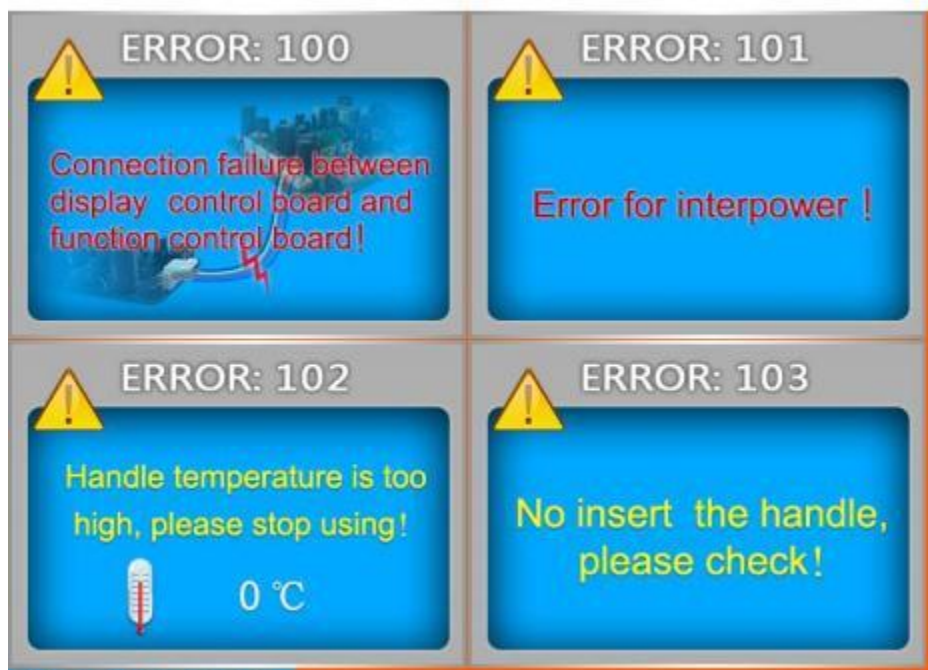 ERROR: 100
Connection failure between
display control board and
function control board!
ERROR: 101
Error for interpower !
ERROR: 102
Handle temperature is too
high, please stop using!
0 ℃
ERROR: 103
No insert the handle,
please check!